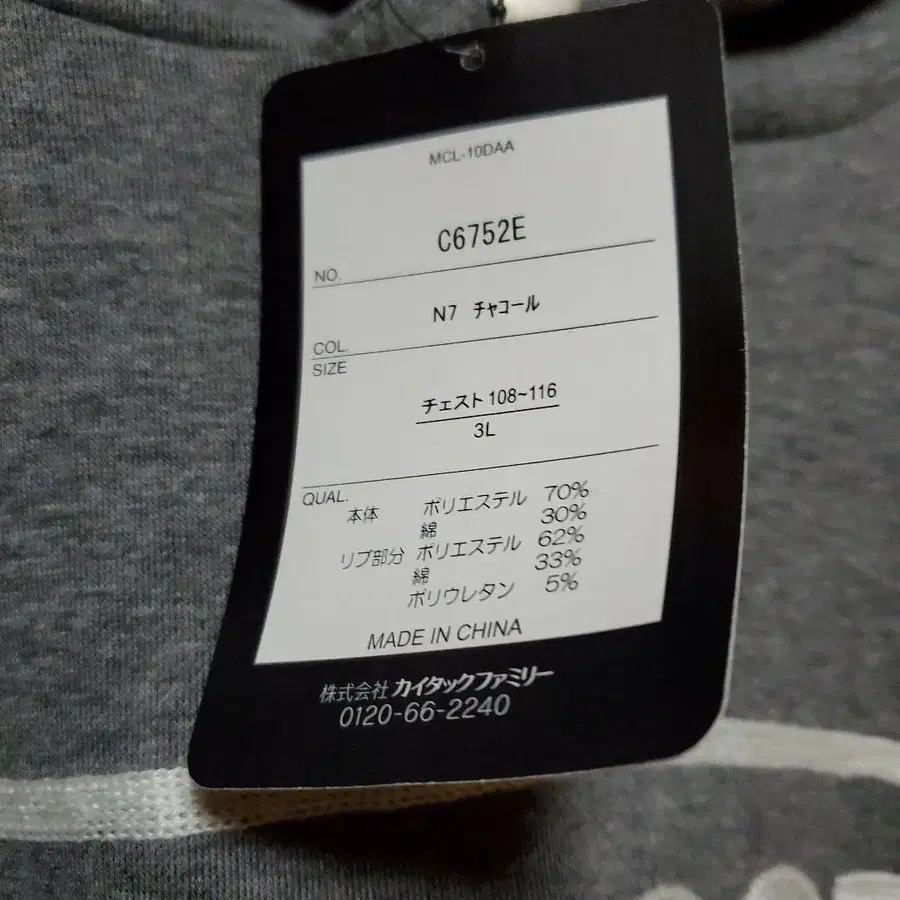 MCL-10DAA
C6752E
NO.
N7 チャコール
COL.
SIZE
チェスト 108~116
3L
QUAL.
本体 ポリエステル 70%
綿 30%
リブ部分 ポリエステル 62%
綿 33%
ポリウレタン 5%
MADE IN CHINA
株式会社 カイタックファミリー
0120-66-2240